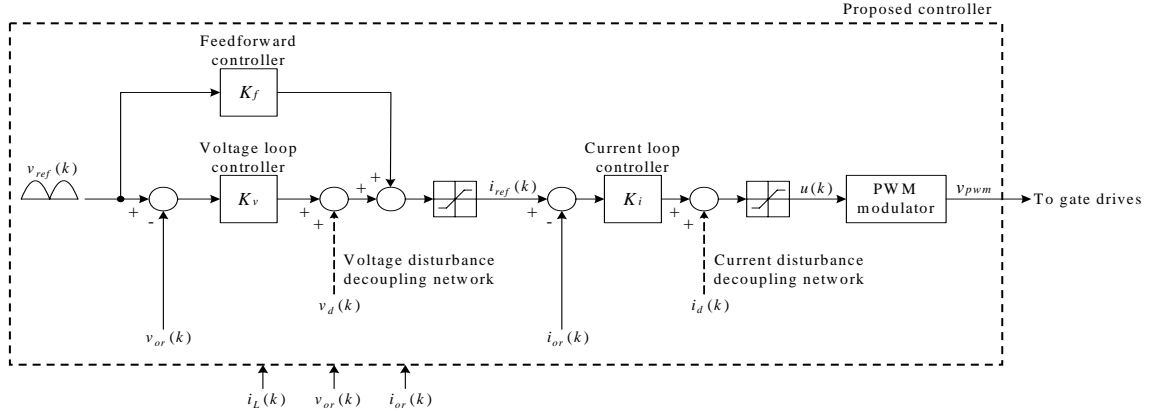 Proposed controller
Feedforward
controller
K_f
v_ref(k)
Voltage loop
controller
K_v
i_ref(k)
Current loop
controller
K_i
u(k)
PWM
modulator
v_pwm
To gate drives
+
-
+
+
+
+
+
-
+
+
Voltage disturbance
decoupling network
Current disturbance
decoupling network
v_d(k)
i_d(k)
v_or(k)
i_or(k)
i_L(k)
v_or(k)
i_or(k)